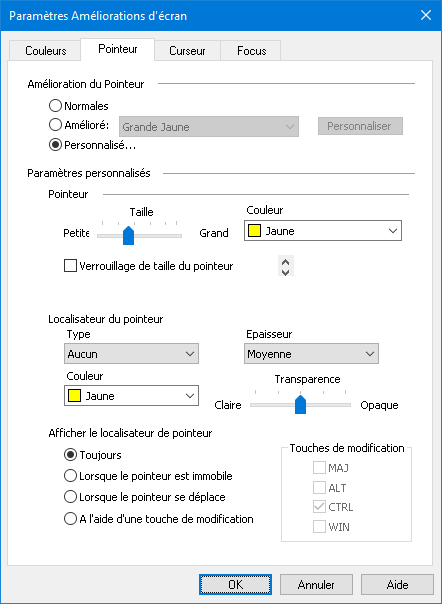 Paramètres Améliorations d'écran
Couleurs
Pointeur
Curseur
Focus
Amélioration du Pointeur
Normales
Amélioré:
Grande Jaune
Personnaliser
Personnalisé...
Paramètres personnalisés
Pointeur
Taille
Couleur
Petite
Grand
Jaune
Verrouillage de taille du pointeur
Localisateur du pointeur
Type
Epaisseur
Aucun
Moyenne
Couleur
Transparence
Jaune
Claire
Opaque
Afficher le localisateur de pointeur
Touches de modification
Toujours
MAJ
Lorsque le pointeur est immobile
ALT
Lorsque le pointeur se déplace
CTRL
A l'aide d'une touche de modification
WIN
OK
Annuler
Aide